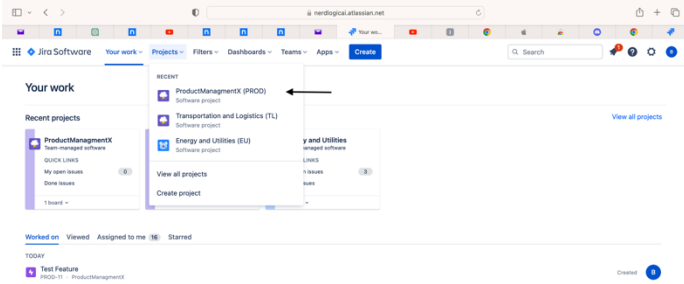 nerdlogical.atlassian.net
Your wo...
Jira Software
Your work
Projects
Filters
Dashboards
Teams
Apps
Create
Search
Your work
Recent projects
View all projects
ProductManagmentX
Team-managed software
QUICK LINKS
My open issues
0
Done issues
1 board
RECENT
ProductManagmentX (PROD)
Software project
Transportation and Logistics (TL)
Software project
Energy and Utilities (EU)
Software project
View all projects
Create project
y and Utilities
managed software
LINKS
n issues
3
sues
Worked on
Viewed
Assigned to me
16
Starred
TODAY
Test Feature
PROD-11 · ProductManagmentX
Created